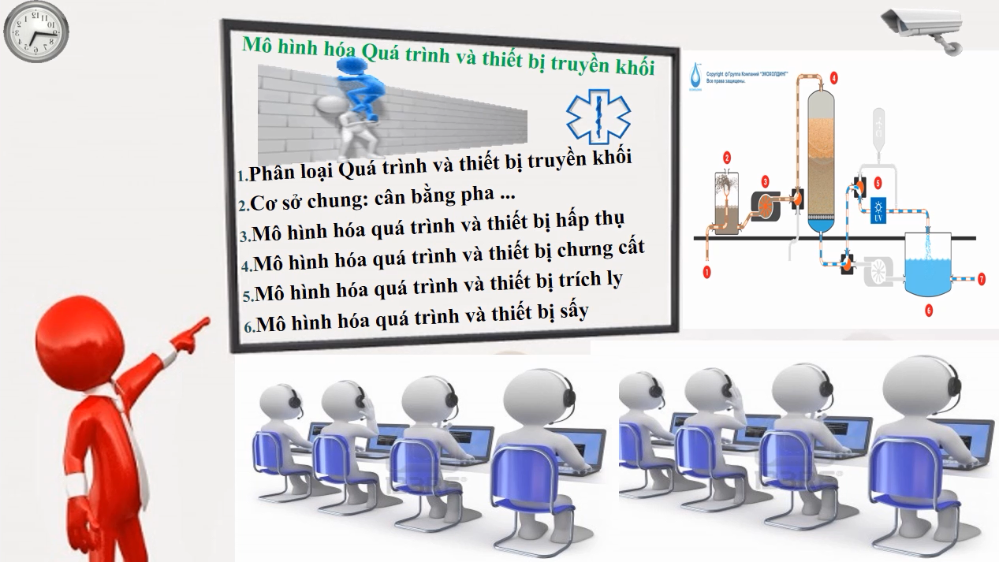 Mô hình hóa Quá trình và thiết bị truyền khối
1.Phân loại Quá trình và thiết bị truyền khối
2.Cơ sở chung: cân bằng pha ...
3.Mô hình hóa quá trình và thiết bị hấp thụ
4.Mô hình hóa quá trình và thiết bị chưng cất
5.Mô hình hóa quá trình và thiết bị trích ly
6.Mô hình hóa quá trình và thiết bị sấy
Copyright © Группа Компаний "ЭКОХОЛДИНГ"
Все права защищены.
4
2
3
5
UV
1
7
6